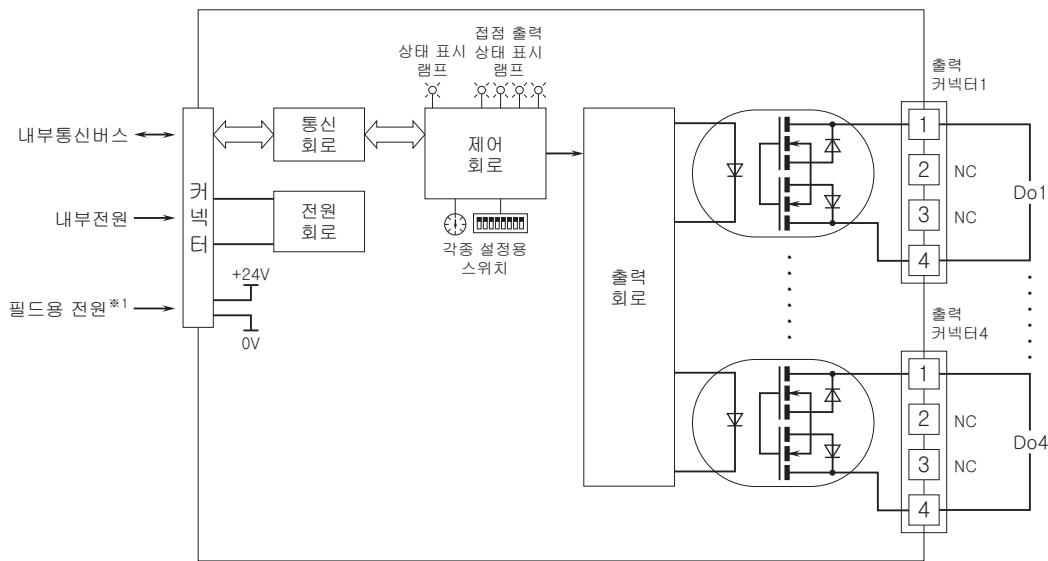 상태 표시
램프
접점 출력
상태 표시
램프
출력
커넥터1
내부통신버스
통신
회로
제어
회로
내부전원
커
넥
터
전원
회로
각종 설정용
스위치
+24V
필드용 전원※1
0V
출력
회로
1
2 NC
3 NC
4
Do1
출력
커넥터4
1
2 NC
3 NC
4
Do4